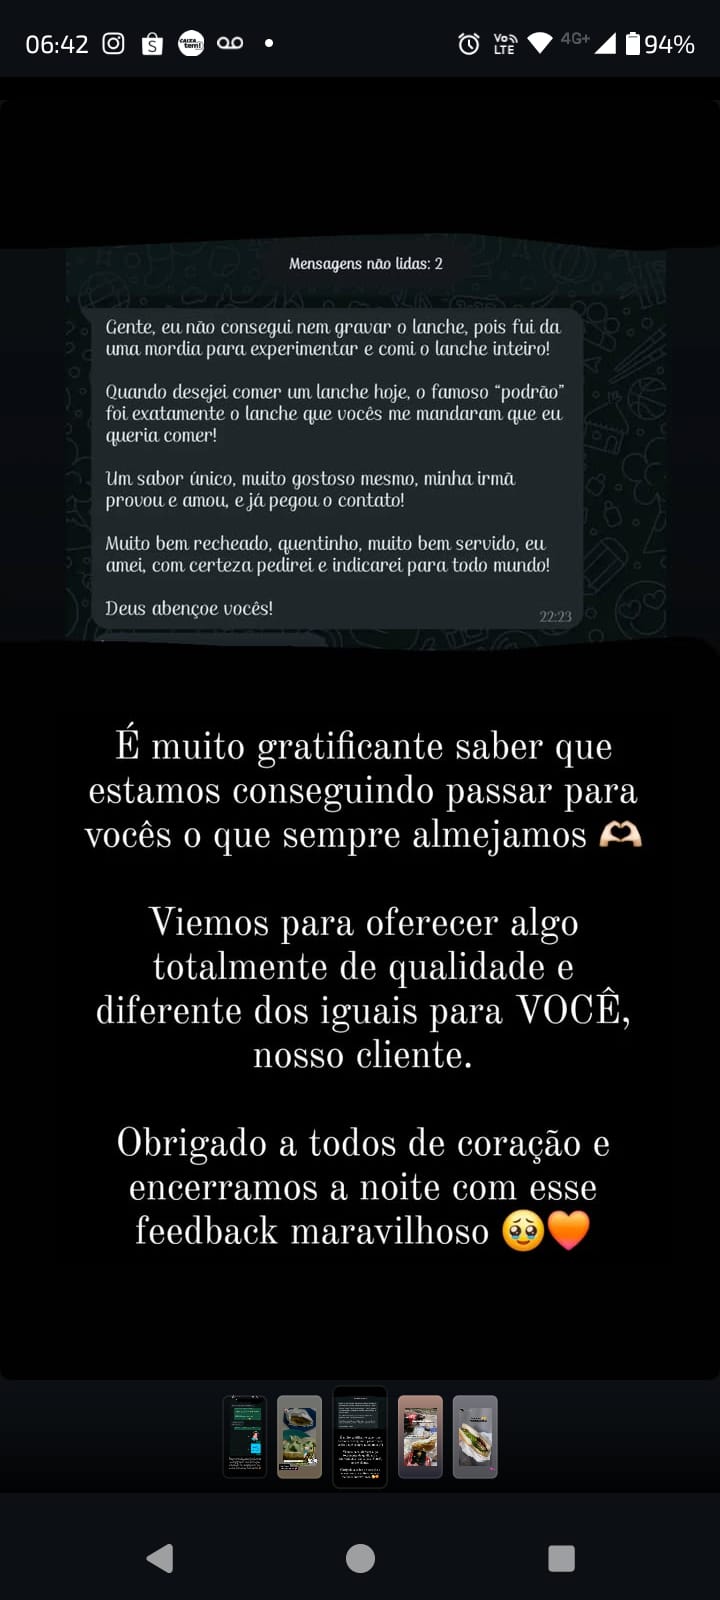 06:42
Vo
LTE
4G+
94%
CAIXA
tem
Mensagens não lidas: 2
Gente, eu não consegui nem gravar o lanche, pois fui da
uma mordia para experimentar e comi o lanche inteiro!
Quando desejei comer um lanche hoje, o famoso “podrão”
foi exatamente o lanche que vocês me mandaram que eu
queria comer!
Um sabor único, muito gostoso mesmo, minha irmã
provou e amou, e já pegou o contato!
Muito bem recheado, quentinho, muito bem servido, eu
amei, com certeza pedirei e indicarei para todo mundo!
Deus abençoe vocês!
22:23
É muito gratificante saber que
estamos conseguindo passar para
vocês o que sempre almejamos 🫶🏻
Viemos para oferecer algo
totalmente de qualidade e
diferente dos iguais para VOCÊ,
nosso cliente.
Obrigado a todos de coração e
encerramos a noite com esse
feedback maravilhoso 🥹🧡